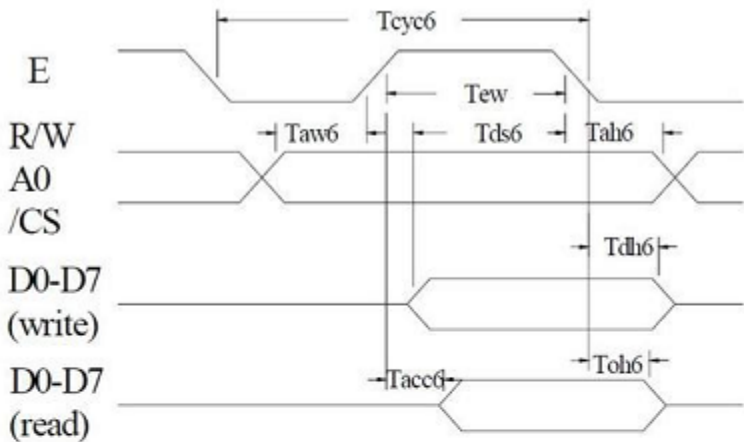 Tcyc6
E
Tew
R/W
Taw6
Tds6
Tah6
A0
/CS
Tdh6
D0-D7
(write)
Toh6
D0-D7
Tacc6
(read)